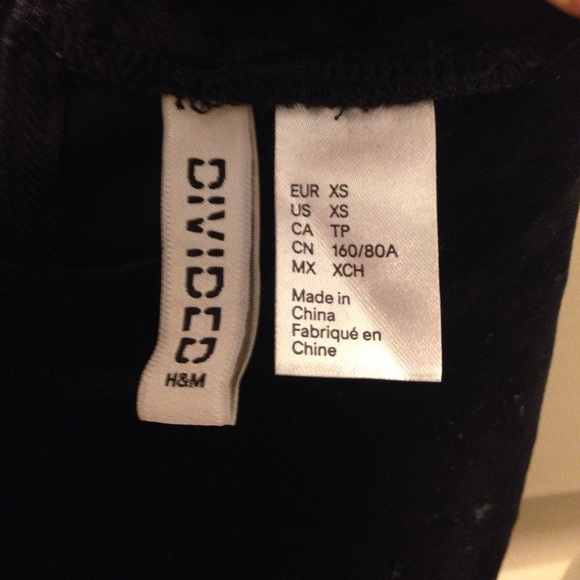 DIVIDED
H&M
EUR XS
US XS
CA TP
CN 160/80A
MX XCH
Made in
China
Fabriqué en
Chine